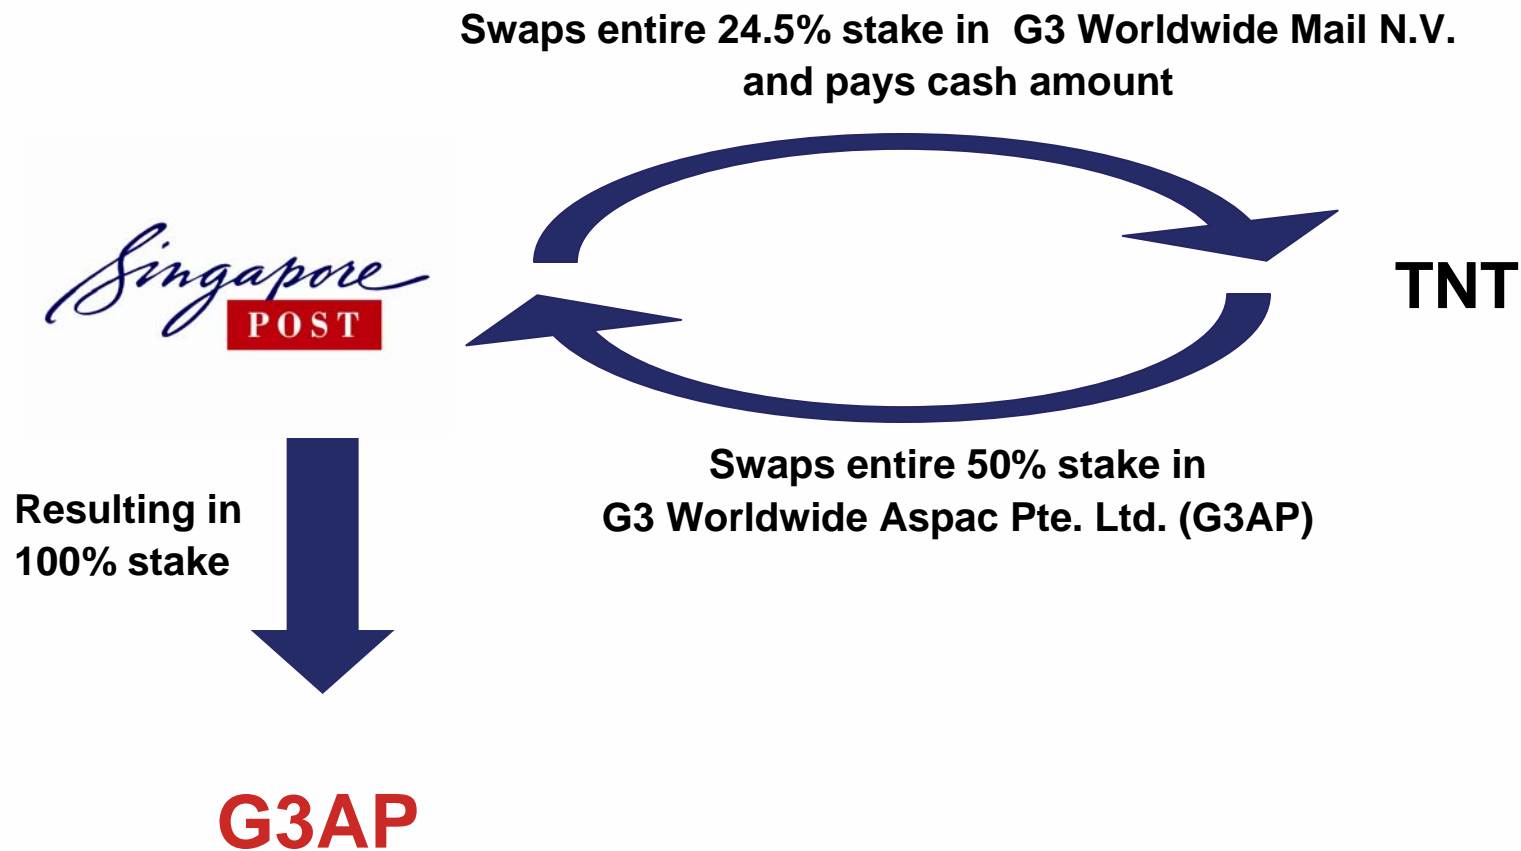 Swaps entire 24.5% stake in G3 Worldwide Mail N.V.
and pays cash amount
Singapore
POST
TNT
Swaps entire 50% stake in
G3 Worldwide Aspac Pte. Ltd. (G3AP)
Resulting in
100% stake
G3AP